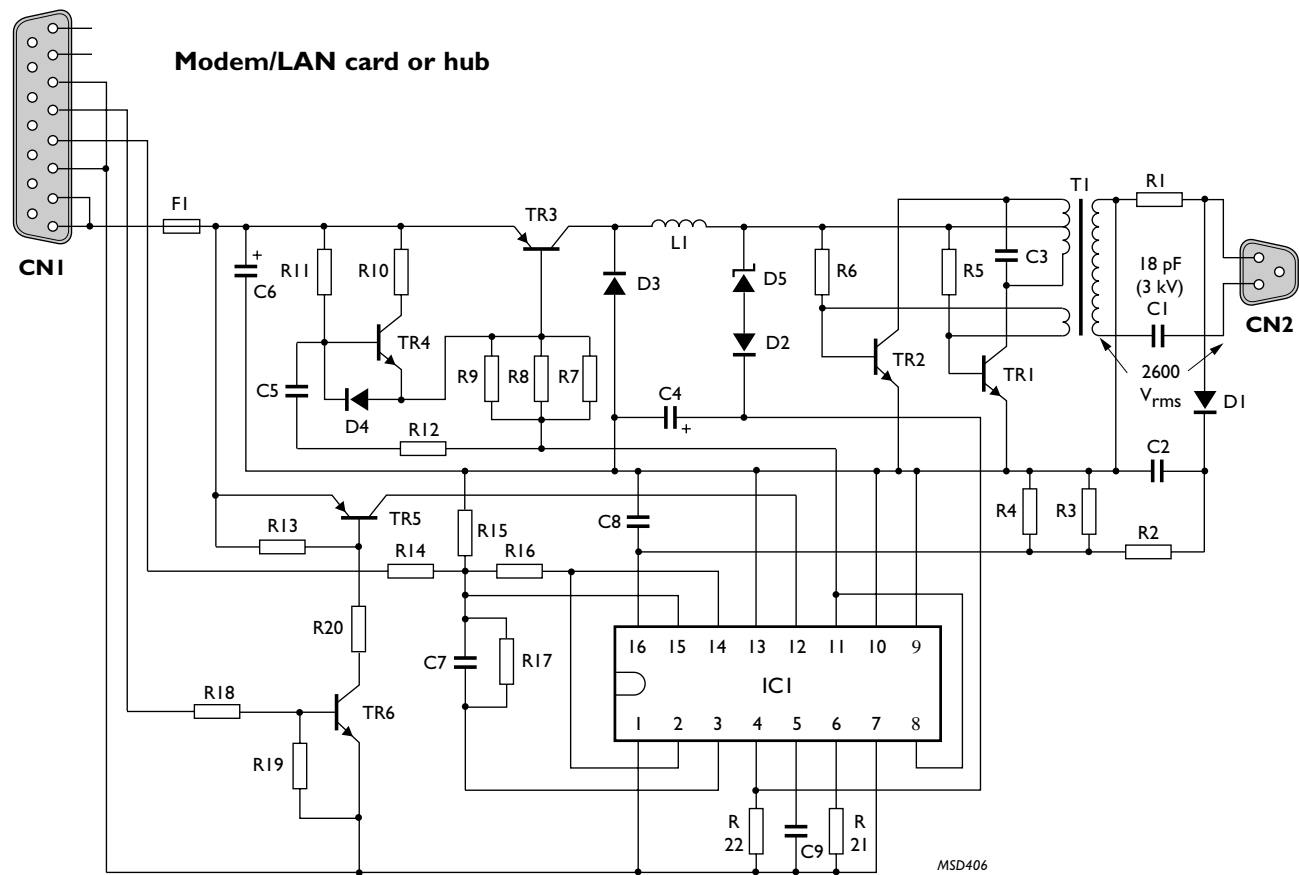 Modem/LAN card or hub
CN1
F1
TR3
L1
T1
R1
CN2
C6
+
R11
R10
TR4
D3
D5
D2
R6
R5
C3
TR2
TR1
18 pF
(3 kV)
C1
2600
Vrms
D1
C5
D4
R9
R8
R7
C4
+
R12
C2
TR5
R13
R14
R15
R16
C8
R4
R3
R2
R20
C7
R17
16 15 14 13 12 11 10 9
IC1
1 2 3 4 5 6 7 8
R18
TR6
R19
R
22
C9
R
21
MSD406